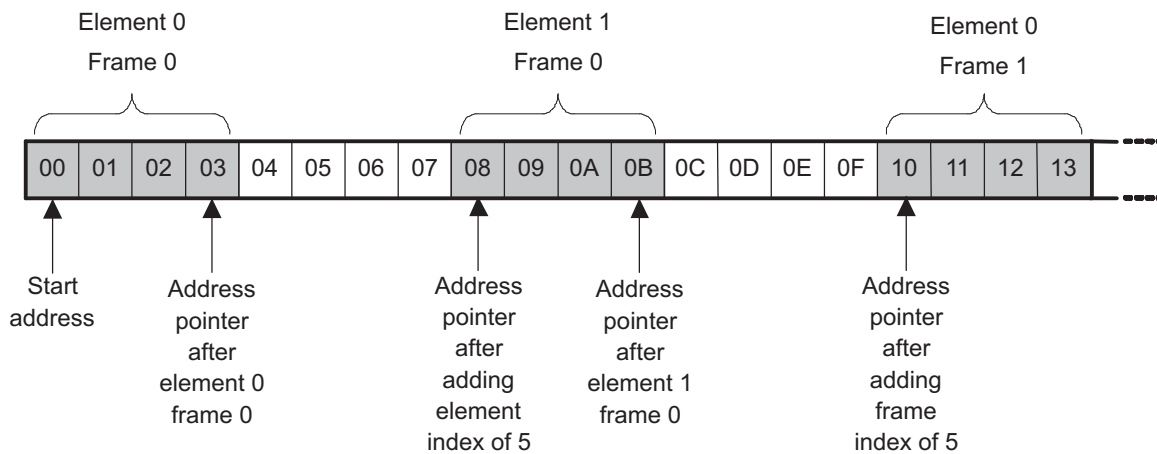 Element 0
Frame 0
Element 1
Frame 0
Element 0
Frame 1
00 01 02 03 04 05 06 07 08 09 0A 0B 0C 0D 0E 0F 10 11 12 13
Start
address
Address
pointer
after
element 0
frame 0
Address
pointer
after
adding
element
index of 5
Address
pointer
after
element 1
frame 0
Address
pointer
after
adding
frame
index of 5